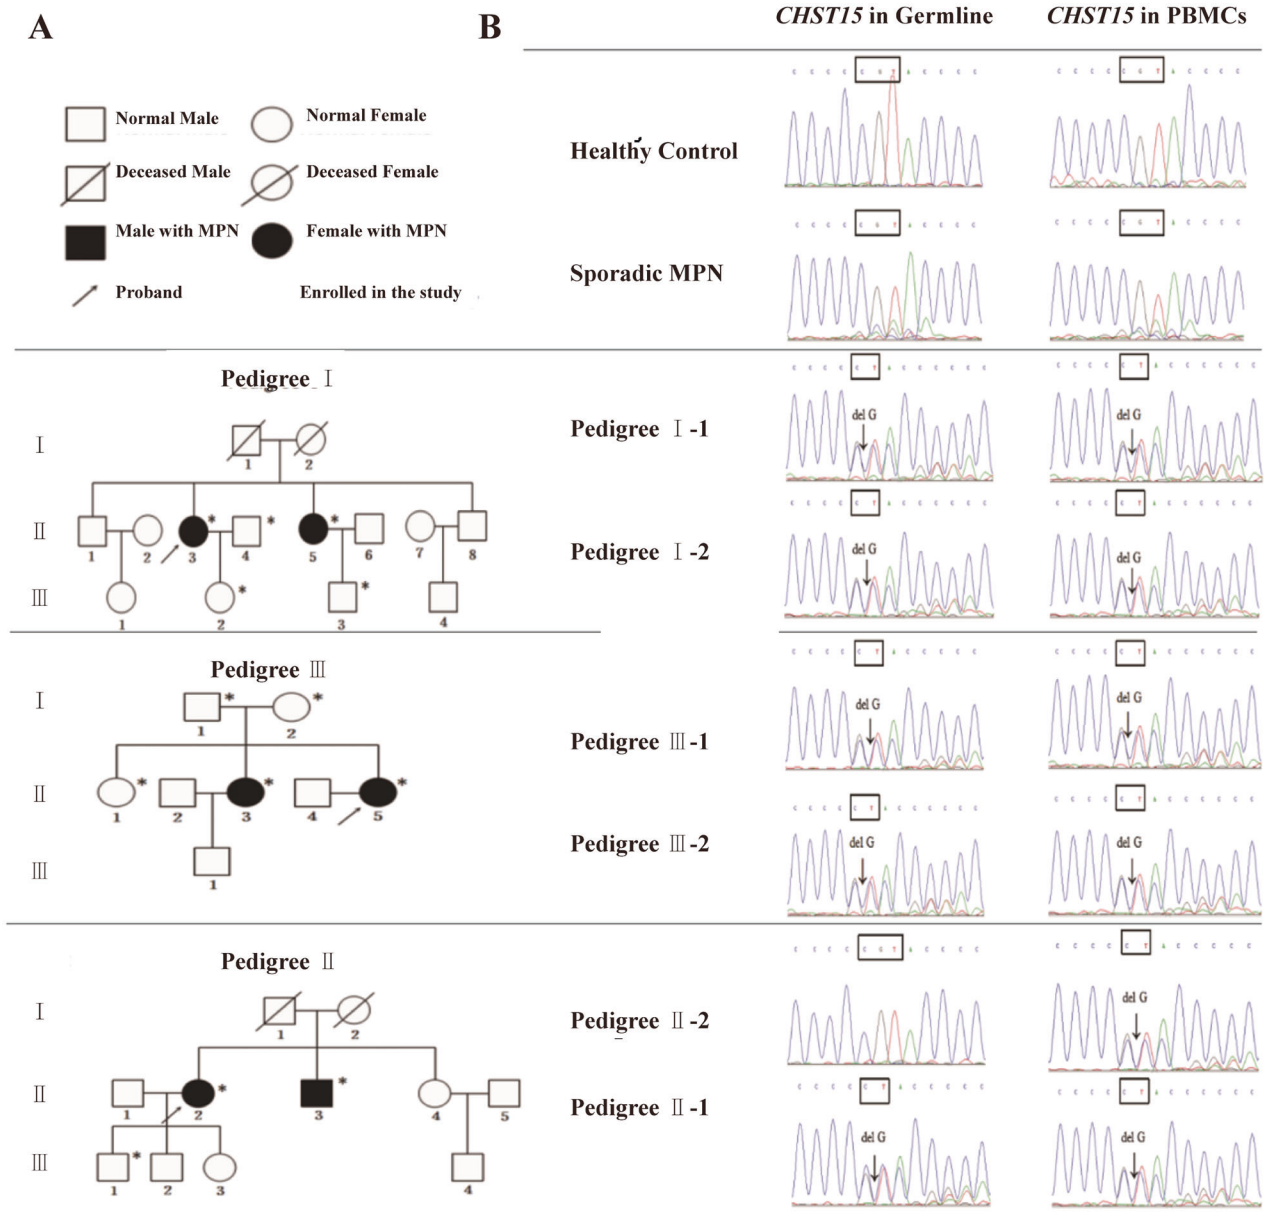 A
Normal Male
Normal Female
Deceased Male
Deceased Female
Male with MPN
Female with MPN
Proband
Enrolled in the study
Pedigree Ⅰ
Ⅰ
1
2
Ⅱ
*
*
*
1
2
3
4
5
6
7
8
Ⅲ
*
*
1
2
3
4
Pedigree Ⅲ
Ⅰ
*
*
1
2
Ⅱ
*
*
*
1
2
3
4
5
Ⅲ
1
Pedigree Ⅱ
Ⅰ
1
2
Ⅱ
*
*
1
2
3
4
5
Ⅲ
*
1
2
3
4
B
CHST15 in Germline
CHST15 in PBMCs
Healthy Control
C C C C C G T A C C C C
C C C C C G T A C C C C
Sporadic MPN
C C C C C G T A C C C C
C C C C C G T A C C C C
Pedigree Ⅰ-1
C C C C C T A C C C C C C
del G
C C C C C T A C C C C C C
del G
Pedigree Ⅰ-2
C C C C C T A C C C C C C
del G
C C C C C T A C C C C C C
del G
Pedigree Ⅲ-1
C C C C C T A C C C C C C
del G
C C C C C T A C C C C C C
del G
Pedigree Ⅲ-2
C C C C C T A C C C C C C
del G
C C C C C T A C C C C C C
del G
Pedigree Ⅱ-2
C C C C C G T A C C C C
C C C C C T A C C C C C
del G
Pedigree Ⅱ-1
C C C C C T A C C C C C C
del G
C C C C C T A C C C C C C
del G